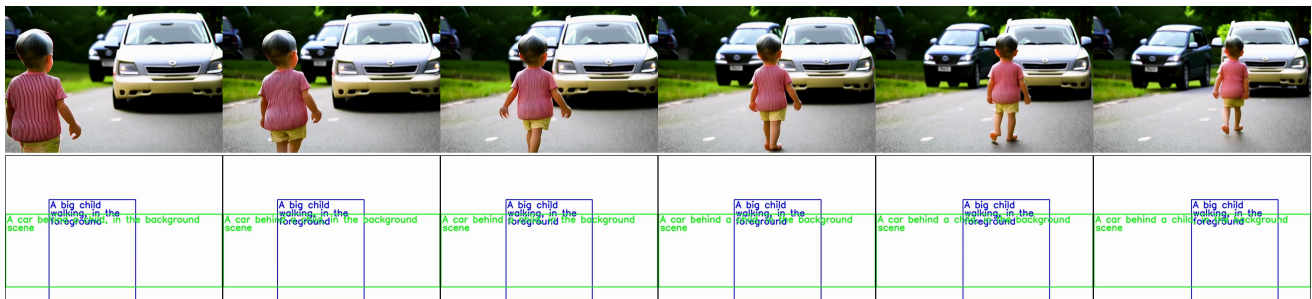 A big child
walking, in the
foreground
A car behind a child, in the background
scene
A big child
walking, in the
foreground
A car behind a child, in the background
scene
A big child
walking, in the
foreground
A car behind a child, in the background
scene
A big child
walking, in the
foreground
A car behind a child, in the background
scene
A big child
walking, in the
foreground
A car behind a child, in the background
scene
A big child
walking, in the
foreground
A car behind a child, in the background
scene